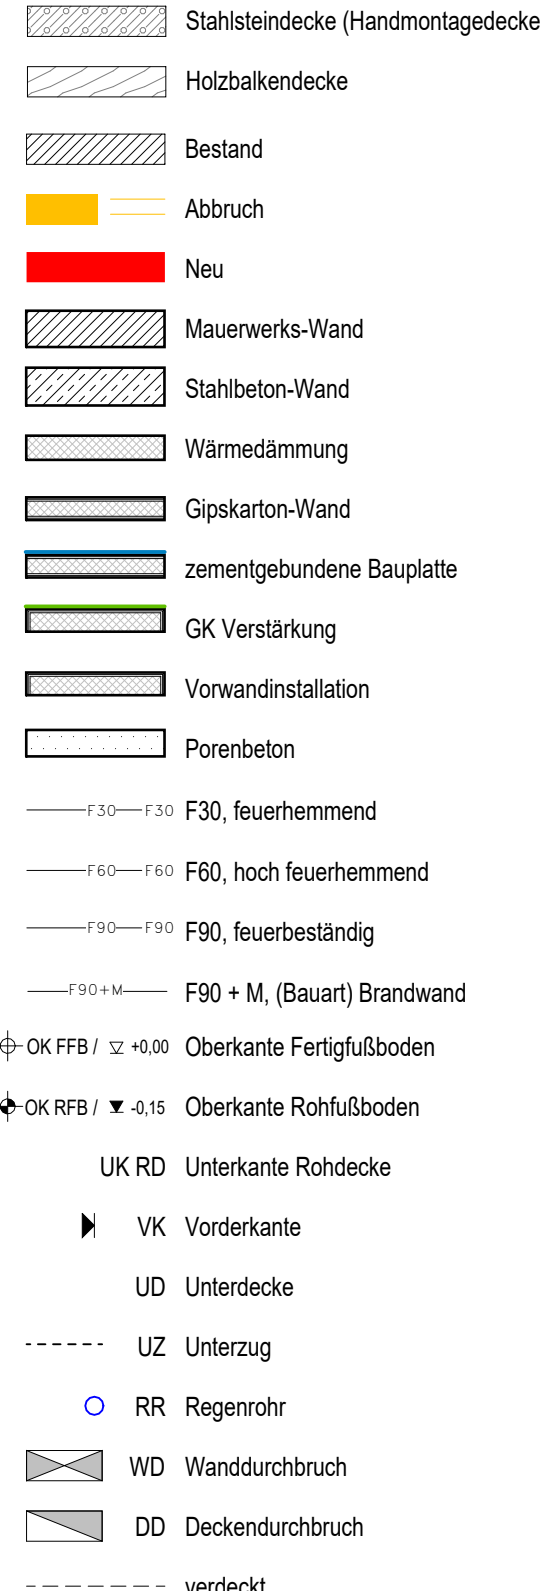 Stahlsteindecke (Handmontagedecke
Holzbalkendecke
Bestand
Abbruch
Neu
Mauerwerks-Wand
Stahlbeton-Wand
Wärmedämmung
Gipskarton-Wand
zementgebundene Bauplatte
GK Verstärkung
Vorwandinstallation
Porenbeton
F30 F30 F30, feuerhemmend
F60 F60 F60, hoch feuerhemmend
F90 F90 F90, feuerbeständig
F90+M F90 + M, (Bauart) Brandwand
OK FFB / +0,00 Oberkante Fertigfußboden
OK RFB / -0,15 Oberkante Rohfußboden
UK RD Unterkante Rohdecke
VK Vorderkante
UD Unterdecke
UZ Unterzug
RR Regenrohr
WD Wanddurchbruch
DD Deckendurchbruch
verdeckt